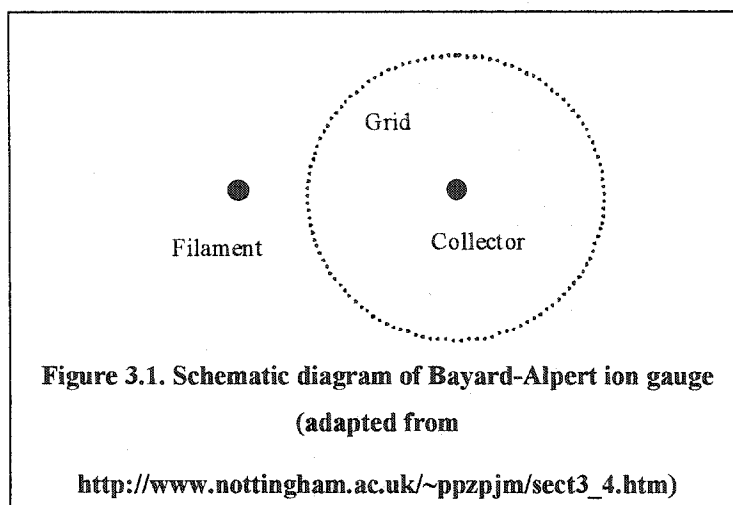 Grid
Filament
Collector
Figure 3.1. Schematic diagram of Bayard-Alpert ion gauge
(adapted from
http://www.nottingham.ac.uk/~ppzpjm/sect3_4.htm)